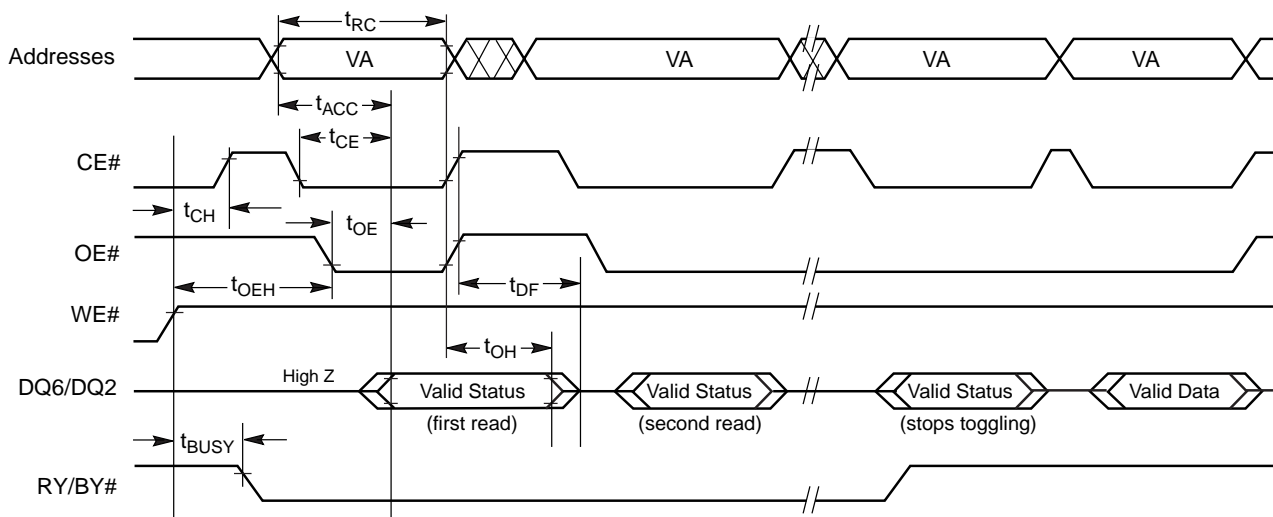 tRC
Addresses VA VA VA VA
tACC
tCE
CE#
tCH tOE
OE#
tOEH tDF
WE#
tOH
DQ6/DQ2 High Z Valid Status Valid Status Valid Status Valid Data
(first read) (second read) (stops toggling)
tBUSY
RY/BY#